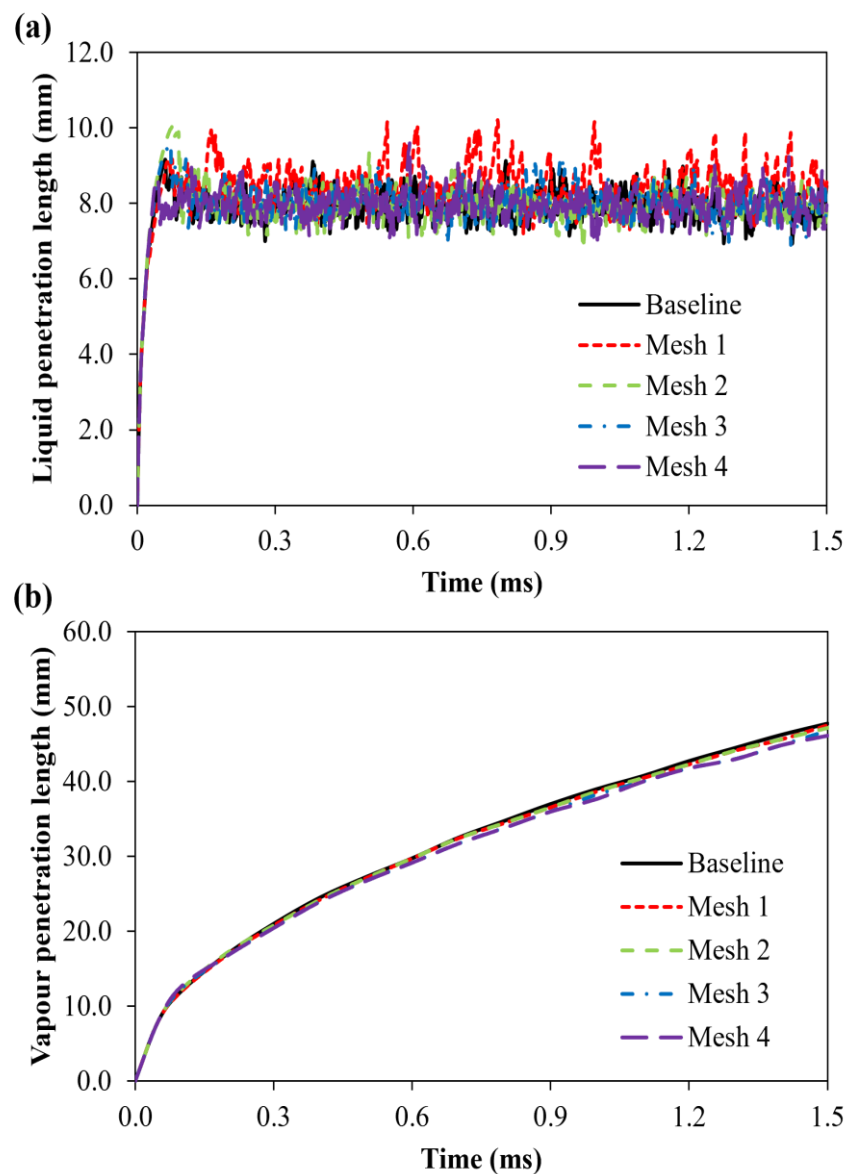 (a)
Liquid penetration length (mm)
12.0
10.0
8.0
6.0
4.0
2.0
0.0
Baseline
Mesh 1
Mesh 2
Mesh 3
Mesh 4
0
0.3
0.6
0.9
1.2
1.5
Time (ms)
(b)
Vapour penetration length (mm)
60.0
50.0
40.0
30.0
20.0
10.0
0.0
Baseline
Mesh 1
Mesh 2
Mesh 3
Mesh 4
0.0
0.3
0.6
0.9
1.2
1.5
Time (ms)